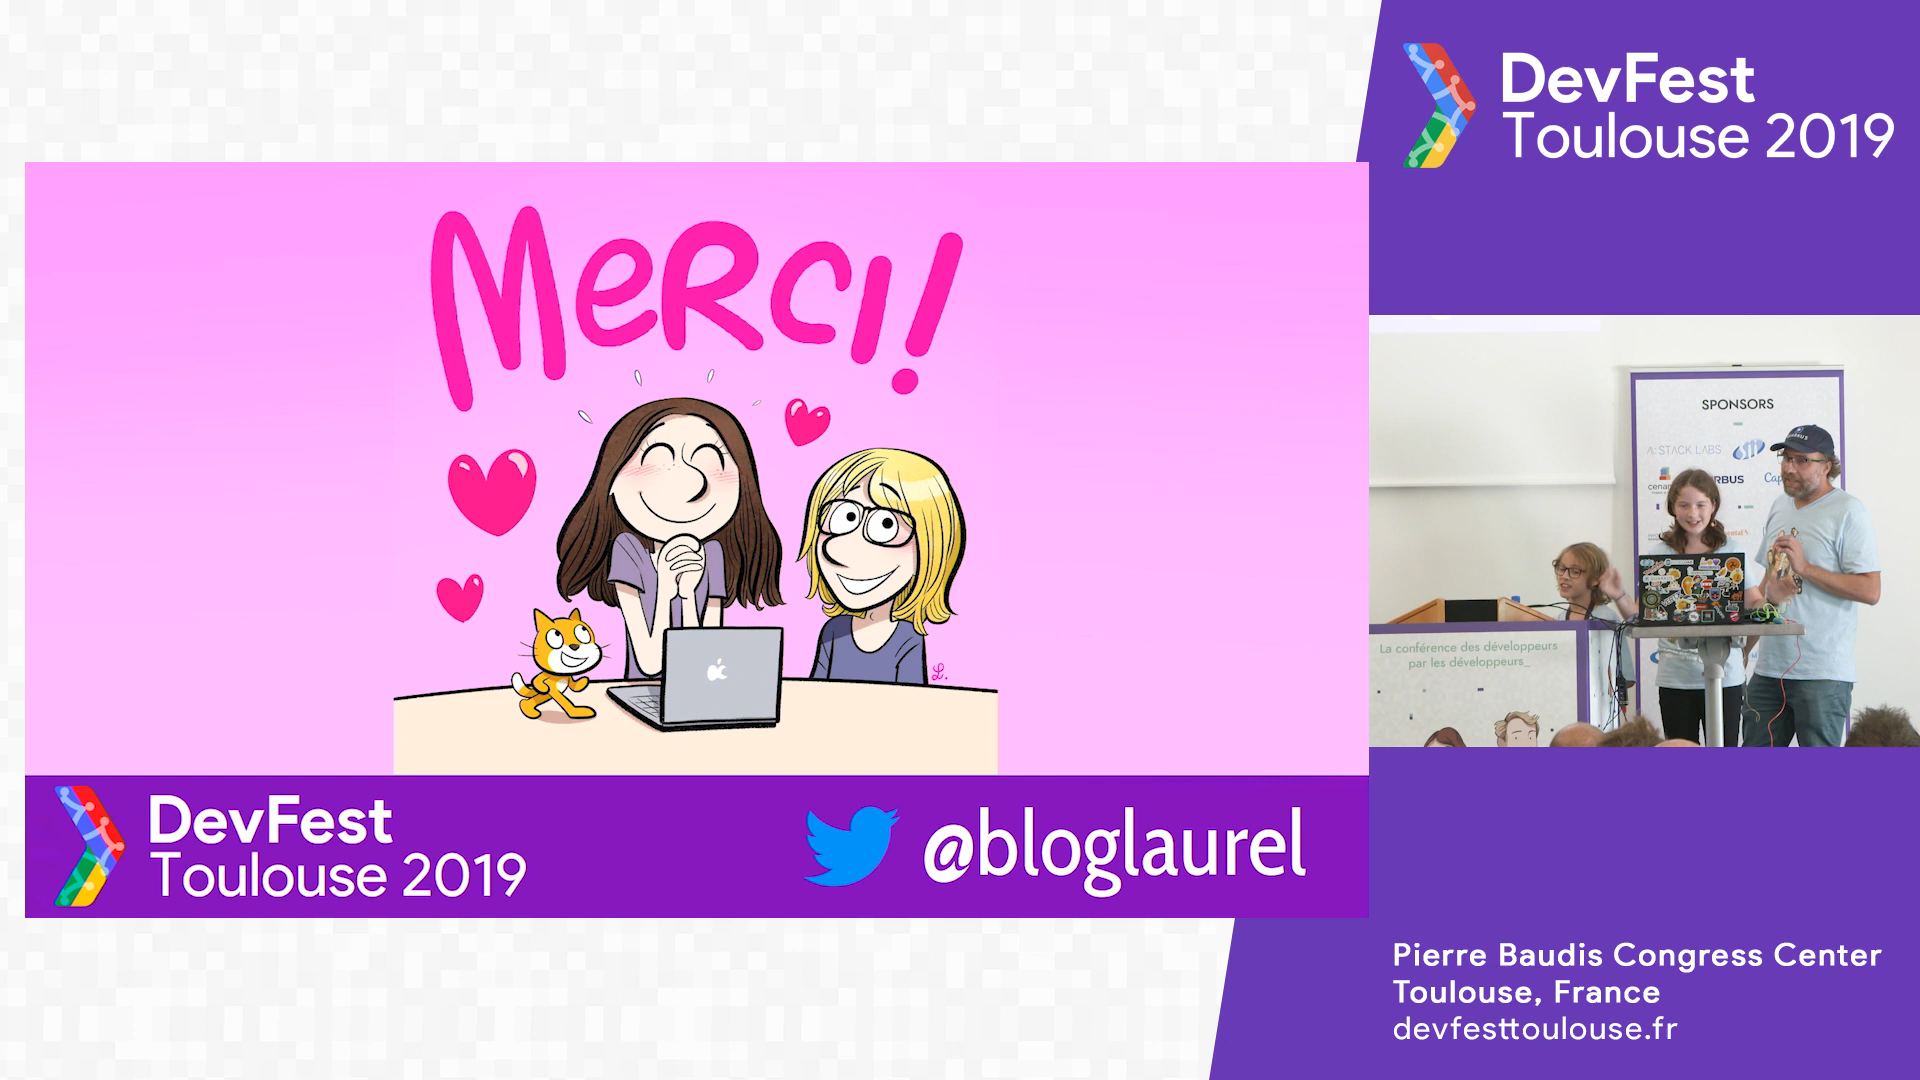 Merci!
L.
DevFest
Toulouse 2019
@bloglaurel
DevFest
Toulouse 2019
SPONSORS
STACK LABS
RBUS
La conférence des développeurs
par les développeurs_
Pierre Baudis Congress Center
Toulouse, France
devfesttoulouse.fr